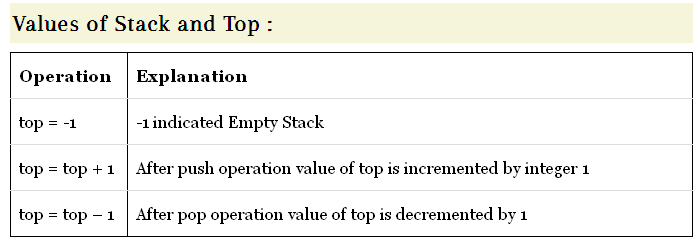 Values of Stack and Top :
Operation Explanation
top = -1 -1 indicated Empty Stack
top = top + 1 After push operation value of top is incremented by integer 1
top = top – 1 After pop operation value of top is decremented by 1